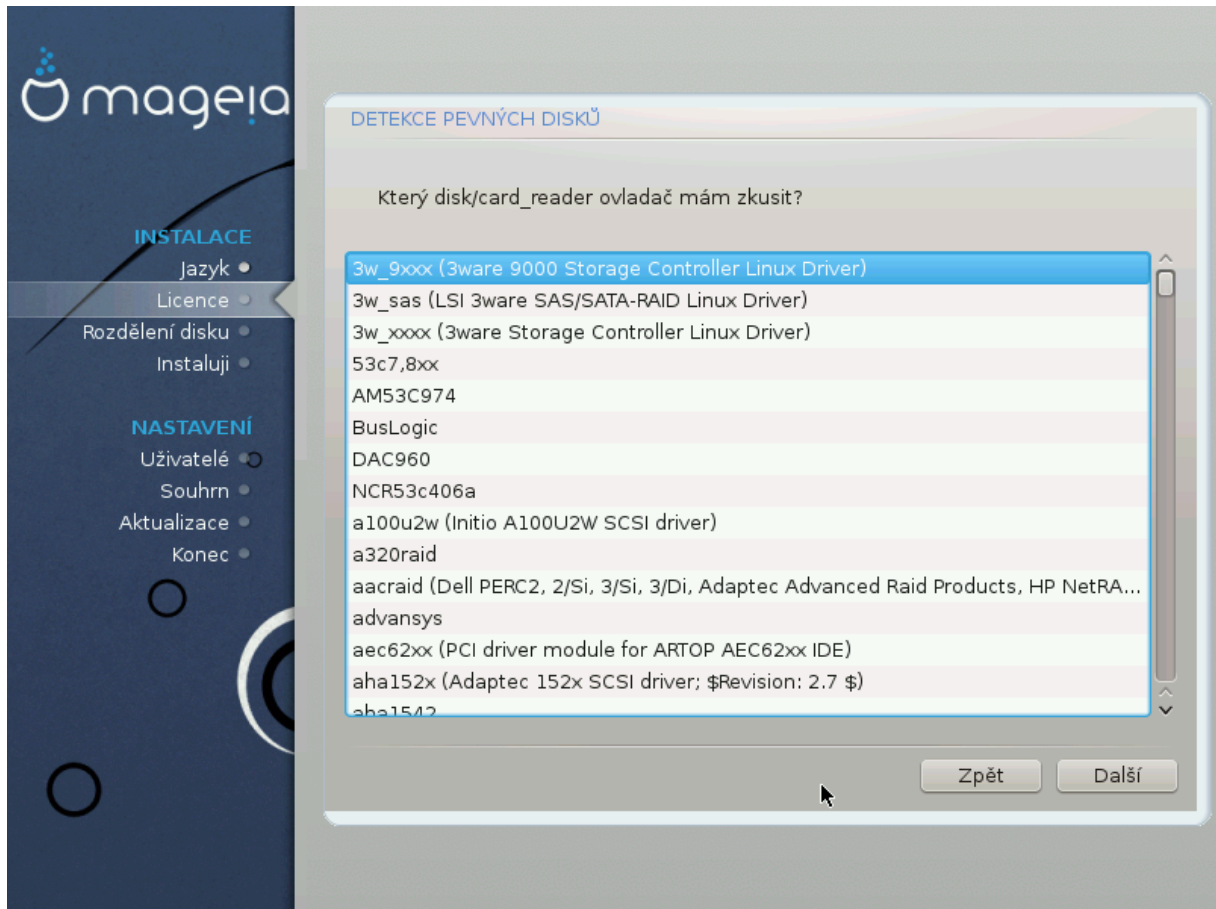 mageia
INSTALACE
Jazyk
Licence
Rozdělení disku
Instaluji
NASTAVENÍ
Uživatelé
Souhrn
Aktualizace
Konec
DETEKCE PEVNÝCH DISKŮ
Který disk/card_reader ovladač mám zkusit?
3w_9xxx (3ware 9000 Storage Controller Linux Driver)
3w_sas (LSI 3ware SAS/SATA-RAID Linux Driver)
3w_xxxx (3ware Storage Controller Linux Driver)
53c7,8xx
AM53C974
BusLogic
DAC960
NCR53c406a
a100u2w (Initio A100U2W SCSI driver)
a320raid
aacraid (Dell PERC2, 2/Si, 3/Si, 3/Di, Adaptec Advanced Raid Products, HP NetRA...
advansys
aec62xx (PCI driver module for ARTOP AEC62xx IDE)
aha152x (Adaptec 152x SCSI driver; $Revision: 2.7 $)
aha1542
Zpět
Další